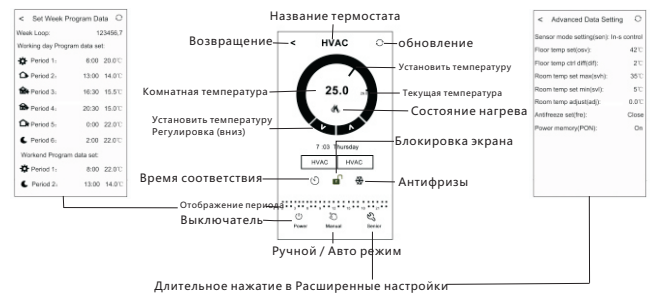 < Set Week Program Data
Week Loop: 123456,7
Working day Program data set:
Period 1: 8:00 20.0℃
Period 2: 13:00 14.0℃
Period 3: 16:30 15.5℃
Period 4: 20:30 15.0℃
Period 5: 0:00 22.0℃
Period 6: 2:00 22.0℃
Workend Program data set:
Period 1: 8:00 22.0℃
Period 2: 13:00 14.0℃
Название термостата
Возвращение
< HVAC
обновление
Установить температуру
Комнатная температура
25.0
Текущая температура
Состояние нагрева
Установить температуру
Регулировка (вниз)
Блокировка экрана
7:03 Thursday
HVAC HVAC
Время соответствия
Антифризы
Отображение периода
Выключатель
Power Manual Senior
Ручной / Авто режим
Длительное нажатие в Расширенные настройки
< Advanced Data Setting
Sensor mode setting(sen): In-s control
Floor temp set(osv): 42℃
Floor temp ctrl diff(dif): 2℃
Room temp set max(svh): 35℃
Room temp set min(svl): 5℃
Room temp adjust(adj): 0.0℃
Antifreeze set(fre): Close
Power memory(PON): On